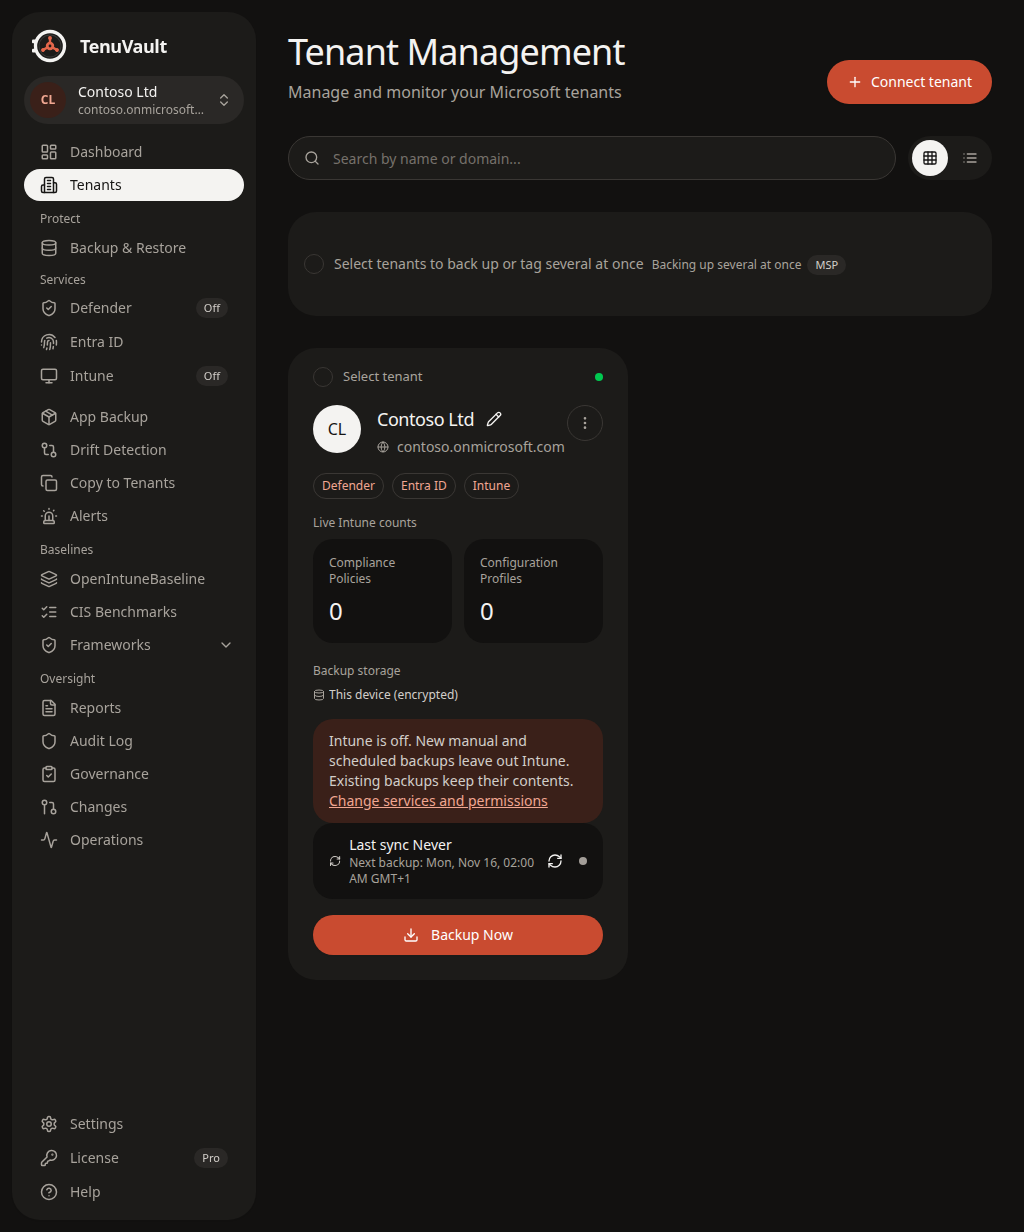 TenuVault
CL
Contoso Ltd
contoso.onmicrosoft...
Dashboard
Tenants
Protect
Backup & Restore
Services
Defender Off
Entra ID
Intune Off
App Backup
Drift Detection
Copy to Tenants
Alerts
Baselines
OpenIntuneBaseline
CIS Benchmarks
Frameworks
Oversight
Reports
Audit Log
Governance
Changes
Operations
Settings
License Pro
Help
Tenant Management
Manage and monitor your Microsoft tenants
Connect tenant
Search by name or domain...
Select tenants to back up or tag several at once Backing up several at once MSP
Select tenant
CL
Contoso Ltd
contoso.onmicrosoft.com
Defender Entra ID Intune
Live Intune counts
Compliance
Policies
0
Configuration
Profiles
0
Backup storage
This device (encrypted)
Intune is off. New manual and
scheduled backups leave out Intune.
Existing backups keep their contents.
Change services and permissions
Last sync Never
Next backup: Mon, Nov 16, 02:00
AM GMT+1
Backup Now